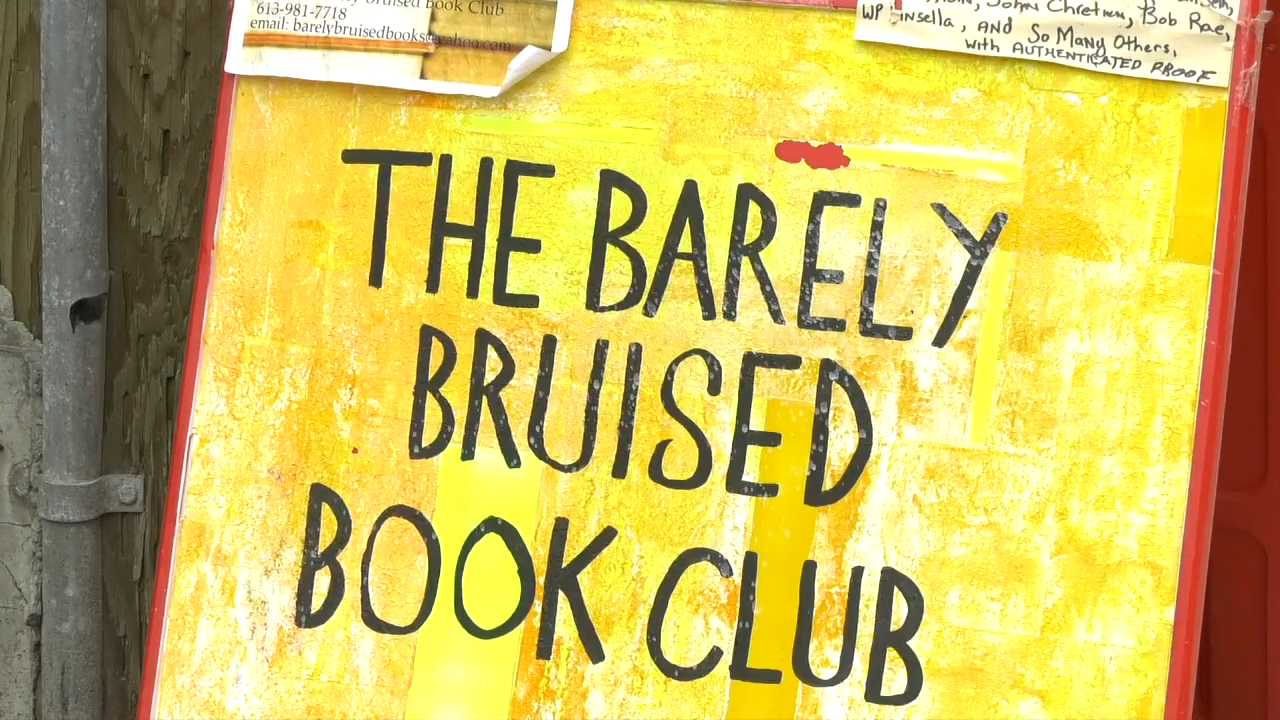 Bruised Book Club
613-981-7718
email: barelybruisedbooks@yahoo.com
John Chretien, Bob Rae,
WP Kinsella, AND So Many Others,
with AUTHENTICATED PROOF
THE BARELY
BRUISED
BOOK CLUB